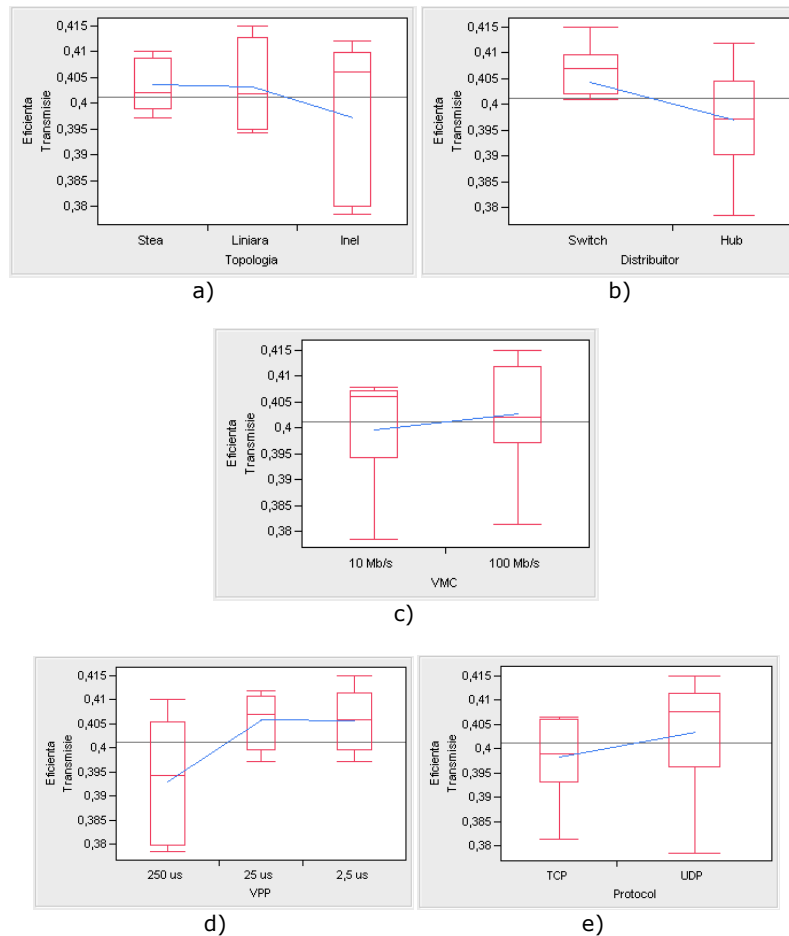 Eficienta
Transmisie
0,415
0,41
0,405
0,4
0,395
0,39
0,385
0,38
Stea
Liniara
Inel
Topologia
a)
Eficienta
Transmisie
0,415
0,41
0,405
0,4
0,395
0,39
0,385
0,38
Switch
Hub
Distribuitor
b)
Eficienta
Transmisie
0,415
0,41
0,405
0,4
0,395
0,39
0,385
0,38
10 Mb/s
100 Mb/s
VMC
c)
Eficienta
Transmisie
0,415
0,41
0,405
0,4
0,395
0,39
0,385
0,38
250 us
25 us
2,5 us
VPP
d)
Eficienta
Transmisie
0,415
0,41
0,405
0,4
0,395
0,39
0,385
0,38
TCP
UDP
Protocol
e)